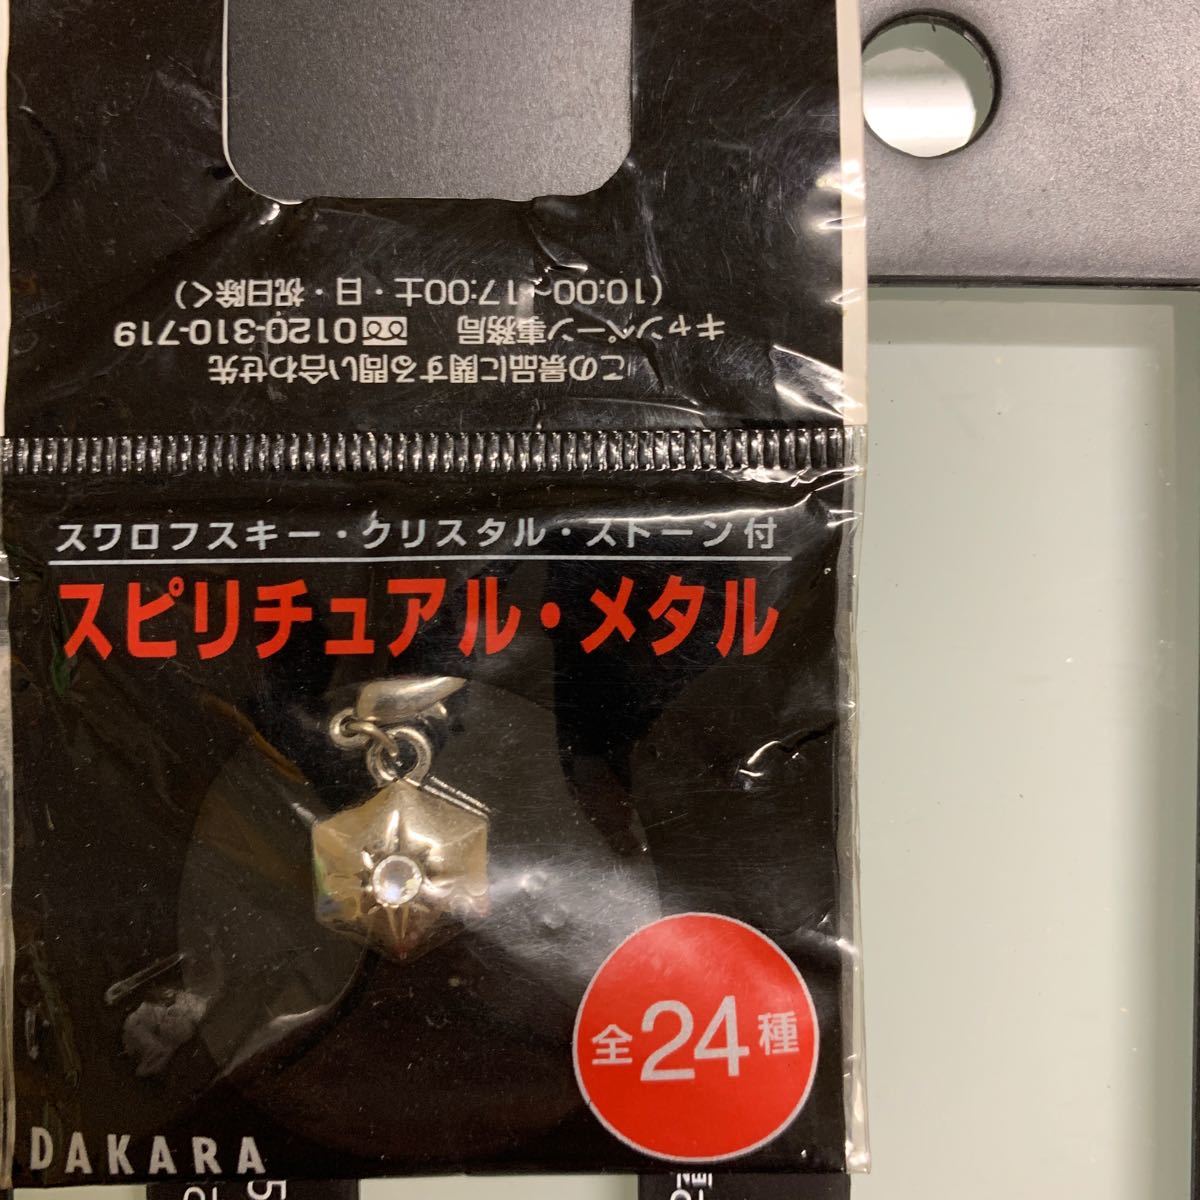 この景品に関する問い合わせ先
キャンペーン事務局 0120-310-719
(10:00~17:00土・日・祝日除く)
スワロフスキー・クリスタル・ストーン付
スピリチュアル・メタル
全24種
DAKARA